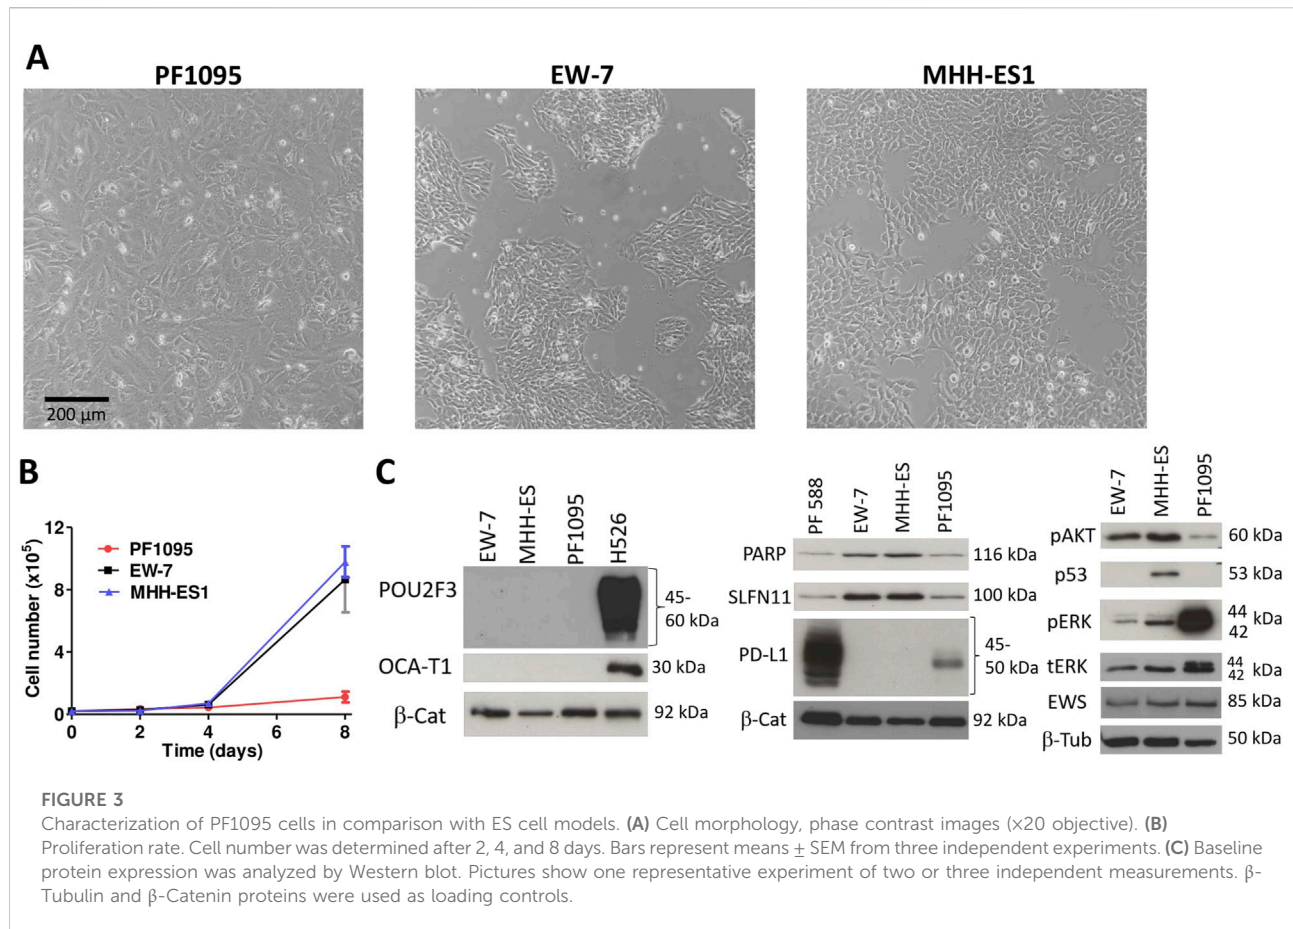 A
PF1095
EW-7
MHH-ES1
200 µm
B
12
8
4
0
Cell number (x10⁵)
PF1095
EW-7
MHH-ES1
0
2
4
8
Time (days)
C
EW-7
MHH-ES
PF1095
H526
POU2F3
45-
60 kDa
OCA-T1
30 kDa
β-Cat
92 kDa
PF 588
EW-7
MHH-ES
PF1095
PARP
116 kDa
SLFN11
100 kDa
PD-L1
45-
50 kDa
β-Cat
92 kDa
EW-7
MHH-ES
PF1095
pAKT
60 kDa
p53
53 kDa
pERK
44
42
kDa
tERK
44
42
kDa
EWS
85 kDa
β-Tub
50 kDa
FIGURE 3
Characterization of PF1095 cells in comparison with ES cell models. (A) Cell morphology, phase contrast images (×20 objective). (B)
Proliferation rate. Cell number was determined after 2, 4, and 8 days. Bars represent means ± SEM from three independent experiments. (C) Baseline
protein expression was analyzed by Western blot. Pictures show one representative experiment of two or three independent measurements. β-
Tubulin and β-Catenin proteins were used as loading controls.